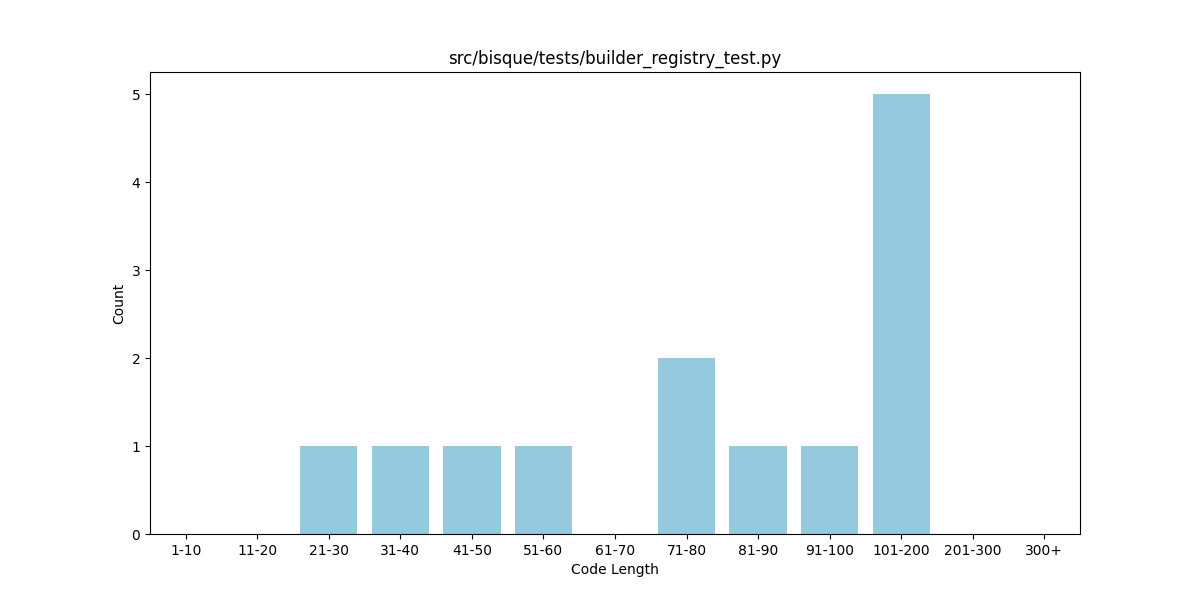 src/bisque/tests/builder_registry_test.py
Count
5
4
3
2
1
0
1-10 11-20 21-30 31-40 41-50 51-60 61-70 71-80 81-90 91-100 101-200 201-300 300+
Code Length